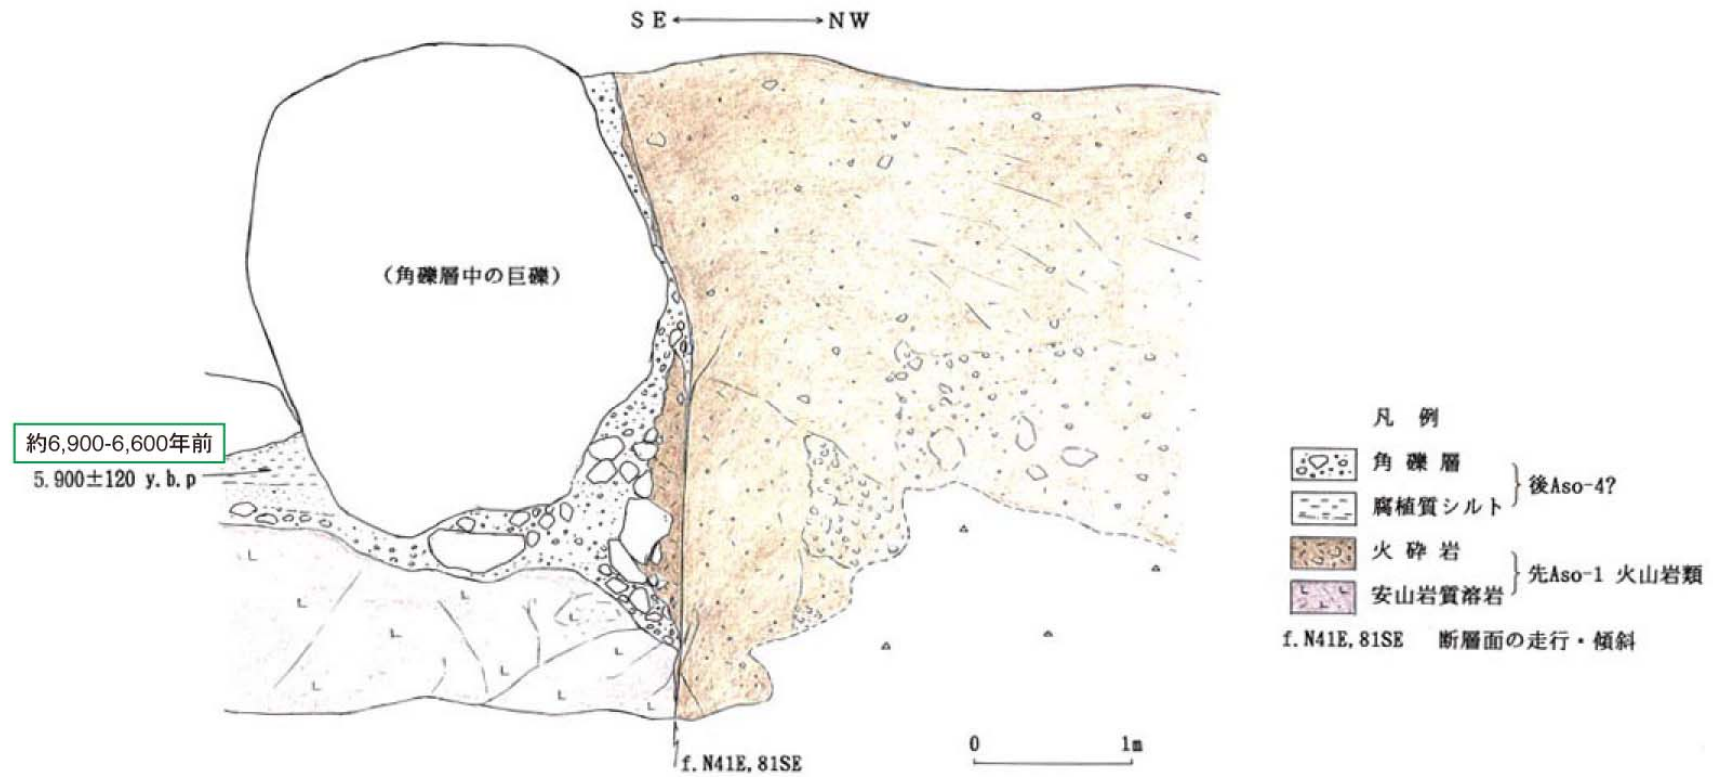 SE NW
（角礫層中の巨礫）
約6,900-6,600年前
5.900±120 y.b.p
凡 例
角 礫 層
後Aso-4?
腐植質シルト
火 砕 岩
先Aso-1 火山岩類
安山岩質溶岩
f.N41E,81SE 断層面の走行・傾斜
0 1m
f.N41E,81SE